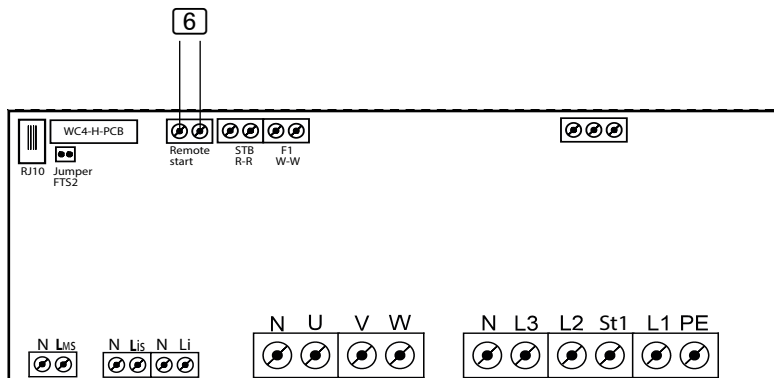 6
WC4-H-PCB
RJ10 Jumper
FTS2
Remote
start
STB
R-R
F1
W-W
N LMS N LiS N Li
N U V W N L3 L2 St1 L1 PE